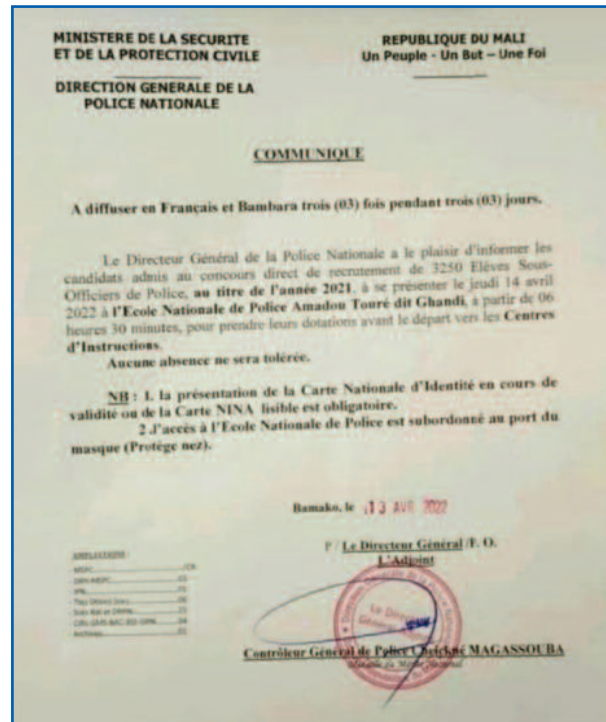 MINISTERE DE LA SECURITE
ET DE LA PROTECTION CIVILE
REPUBLIQUE DU MALI
Un Peuple - Un But – Une Foi
DIRECTION GENERALE DE LA
POLICE NATIONALE
COMMUNIQUE
A diffuser en Français et Bambara trois (03) fois pendant trois (03) jours.
Le Directeur Général de la Police Nationale a le plaisir d'informer les
candidats admis au concours direct de recrutement de 3250 Elèves Sous-
Officiers de Police, au titre de l'année 2021, à se présenter le jeudi 14 avril
2022 à l'Ecole Nationale de Police Amadou Touré dit Ghandi, à partir de 06
heures 30 minutes, pour prendre leurs dotations avant le départ vers les Centres
d'Instructions.
Aucune absence ne sera tolérée.
NB : 1. la présentation de la Carte Nationale d'Identité en cours de
validité ou de la Carte NINA lisible est obligatoire.
2.l'accès à l'Ecole Nationale de Police est subordonné au port du
masque (Protège nez).
Bamako, le 13 AVR 2022
P / Le Directeur Général /P. O.
L'Adjoint
AMPLIATIONS :
Archives
Contrôleur Général de Police Cheickné MAGASSOUBA